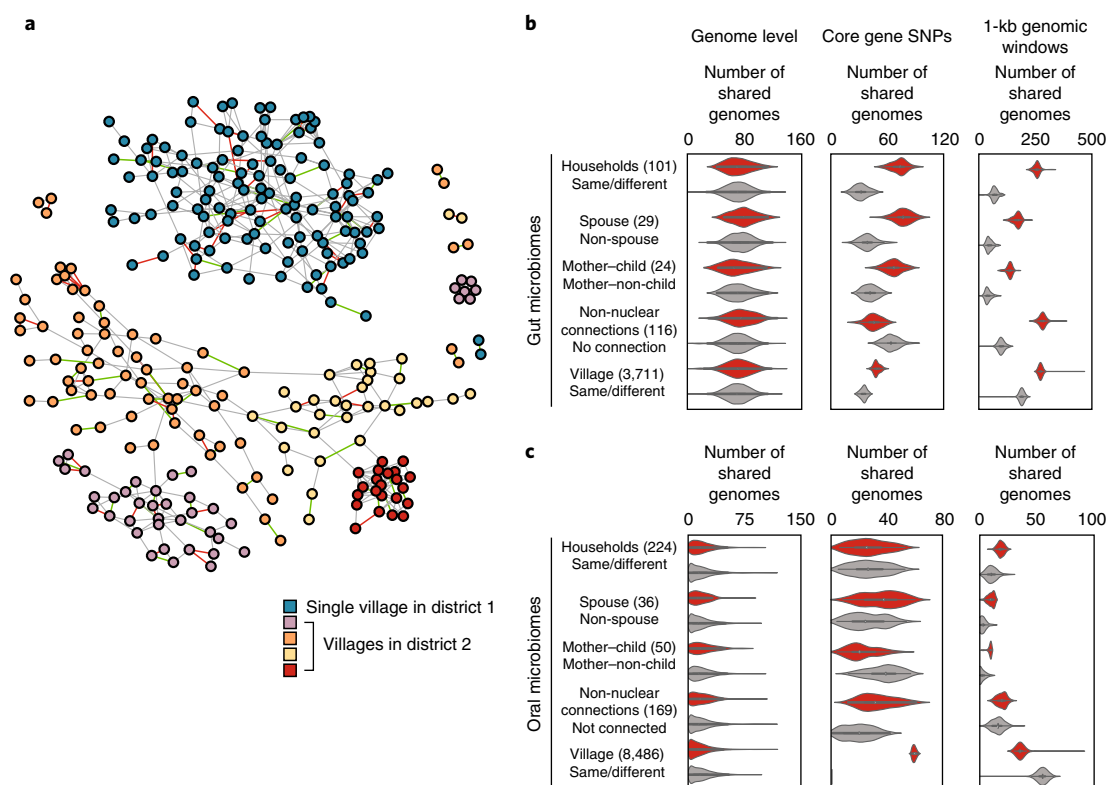 a
Single village in district 1
Villages in district 2
b
Genome level
Core gene SNPs
1-kb genomic
windows
Number of
shared
genomes
Number of
shared
genomes
Number of
shared
genomes
0 80 160
0 60 120
0 250 500
Gut microbiomes
Households (101)
Same/different
Spouse (29)
Non-spouse
Mother–child (24)
Mother–non-child
Non-nuclear
connections (116)
No connection
Village (3,711)
Same/different
c
Number of
shared
genomes
Number of
shared
genomes
Number of
shared
genomes
0 75 150
0 40 80
0 50 100
Oral microbiomes
Households (224)
Same/different
Spouse (36)
Non-spouse
Mother–child (50)
Mother–non-child
Non-nuclear
connections (169)
Not connected
Village (8,486)
Same/different